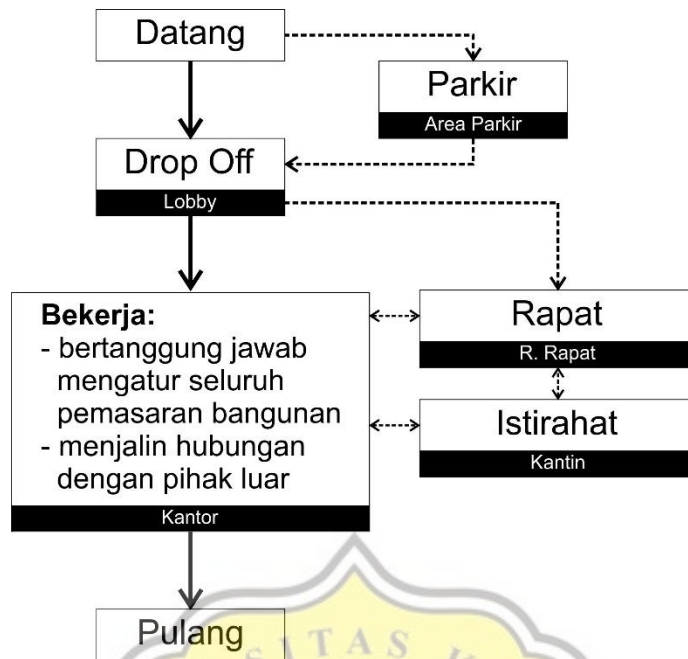 Datang
Parkir
Area Parkir
Drop Off
Lobby
Bekerja:
- bertanggung jawab
mengatur seluruh
pemasaran bangunan
- menjalin hubungan
dengan pihak luar
Kantor
Rapat
R. Rapat
Istirahat
Kantin
Pulang